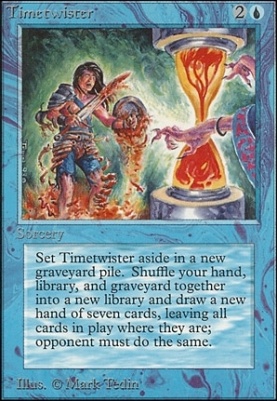 Timetwister 2
Sorcery
Set Timetwister aside in a new
graveyard pile. Shuffle your hand,
library, and graveyard together
into a new library and draw a new
hand of seven cards, leaving all
cards in play where they are;
opponent must do the same.
Illus. © Mark Tedin